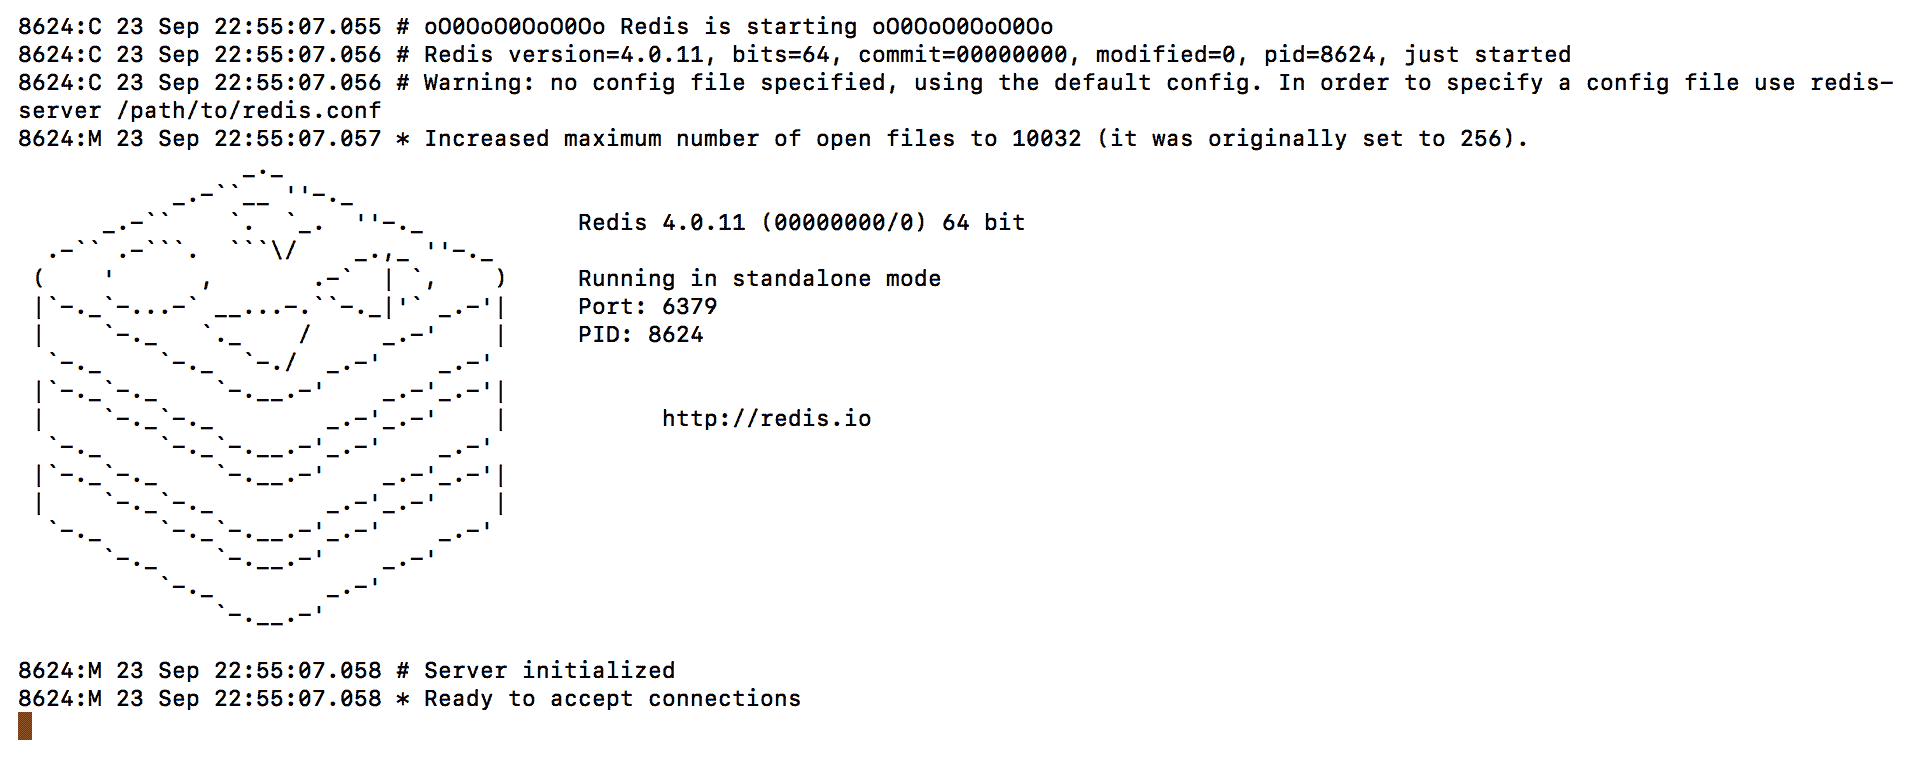 8624:C 23 Sep 22:55:07.055 # oO0OoO0OoO0Oo Redis is starting oO0OoO0OoO0Oo
8624:C 23 Sep 22:55:07.056 # Redis version=4.0.11, bits=64, commit=00000000, modified=0, pid=8624, just started
8624:C 23 Sep 22:55:07.056 # Warning: no config file specified, using the default config. In order to specify a config file use redis-
server /path/to/redis.conf
8624:M 23 Sep 22:55:07.057 * Increased maximum number of open files to 10032 (it was originally set to 256).
Redis 4.0.11 (00000000/0) 64 bit
Running in standalone mode
Port: 6379
PID: 8624
http://redis.io
8624:M 23 Sep 22:55:07.058 # Server initialized
8624:M 23 Sep 22:55:07.058 * Ready to accept connections